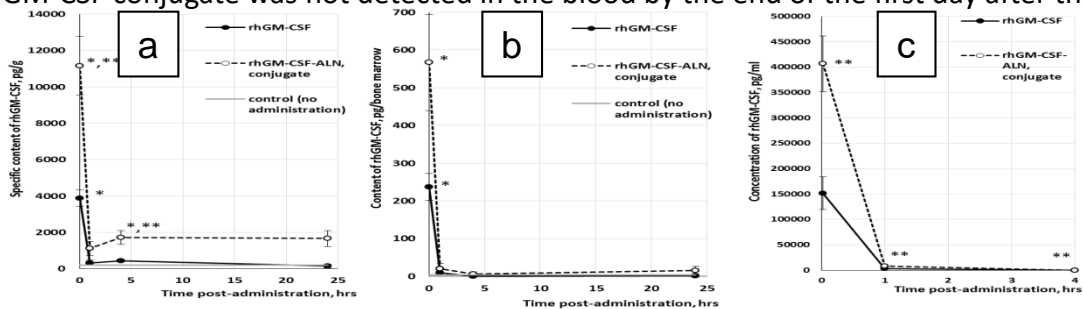 GM-CSF conjugate was not detected in the blood by the end of the first day after th
a
Specific content of rhGM-CSF, pg/g
14000
12000
10000
8000
6000
4000
2000
0
rhGM-CSF
rhGM-CSF-ALN,
conjugate
control (no
administration)
*,**
*
*,**
0 5 10 15 20 25
Time post-administration, hrs
b
Content of rhGM-CSF, pg/bone marrow
700
600
500
400
300
200
100
0
rhGM-CSF
rhGM-CSF-ALN,
conjugate
control (no
administration)
*
*
0 5 10 15 20 25
Time post-administration, hrs
c
Concentration of rhGM-CSF, pg/ml
500000
450000
400000
350000
300000
250000
200000
150000
100000
50000
0
rhGM-CSF
rhGM-CSF-
ALN, conjugate
**
**
**
0 1 2 3 4
Time post-administration, hrs